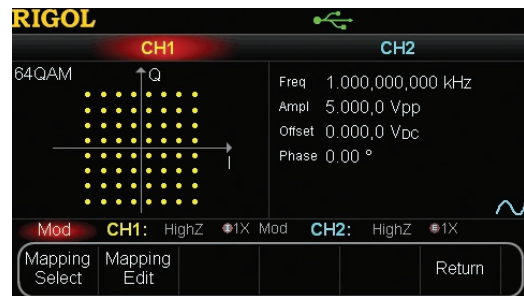 RIGOL
CH1 CH2
64QAM Q
I
Freq 1.000,000,000 kHz
Ampl 5.000,0 Vpp
Offset 0.000,0 VDC
Phase 0.00 °
Mod CH1: HighZ I 1X Mod CH2: HighZ E 1X
Mapping Select Mapping Edit Return